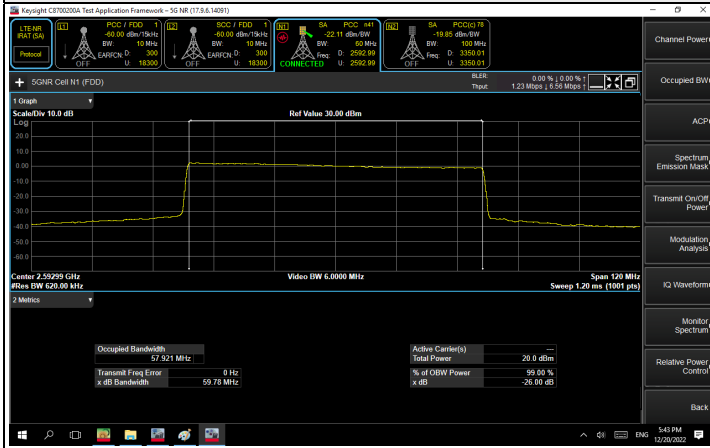 Keysight C8700200A Test Application Framework – 5G NR (17.9.6.14091)
LTE-NR
IRAT (SA)
Protocol
L1 PCC / FDD 1
-60.00 dBm/15kHz
BW: 10 MHz
EARFCN: D: 300
OFF U: 18300
L2 SCC / FDD 1
-60.00 dBm/15kHz
BW: 10 MHz
EARFCN: D: 300
OFF U: 18300
N1 SA PCC n41
-22.11 dBm/BW
BW: 60 MHz
Freq: D: 2592.99
CONNECTED U: 2592.99
N2 SA PCC(c) 78
-19.85 dBm/BW
BW: 100 MHz
Freq: D: 3350.01
OFF U: 3350.01
5GNR Cell N1 (FDD)
BLER: 0.00 % ↓ 0.00 % ↑
Thput: 1.23 Mbps ↓ 6.56 Mbps ↑
1 Graph
Scale/Div 10.0 dB Ref Value 30.00 dBm
Log
20.0
10.0
0.00
-10.0
-20.0
-30.0
-40.0
-50.0
-60.0
Center 2.59299 GHz Video BW 6.0000 MHz Span 120 MHz
#Res BW 620.00 kHz Sweep 1.20 ms (1001 pts)
2 Metrics
Occupied Bandwidth
57.921 MHz
Transmit Freq Error 0 Hz
x dB Bandwidth 59.78 MHz
Active Carrier(s) ---
Total Power 20.0 dBm
% of OBW Power 99.00 %
x dB -26.00 dB
Channel Power
Occupied BW
ACP
Spectrum
Emission Mask
Transmit On/Off
Power
Modulation
Analysis
IQ Waveform
Monitor
Spectrum
Relative Power
Control
Back
ENG
5:43 PM
12/20/2022